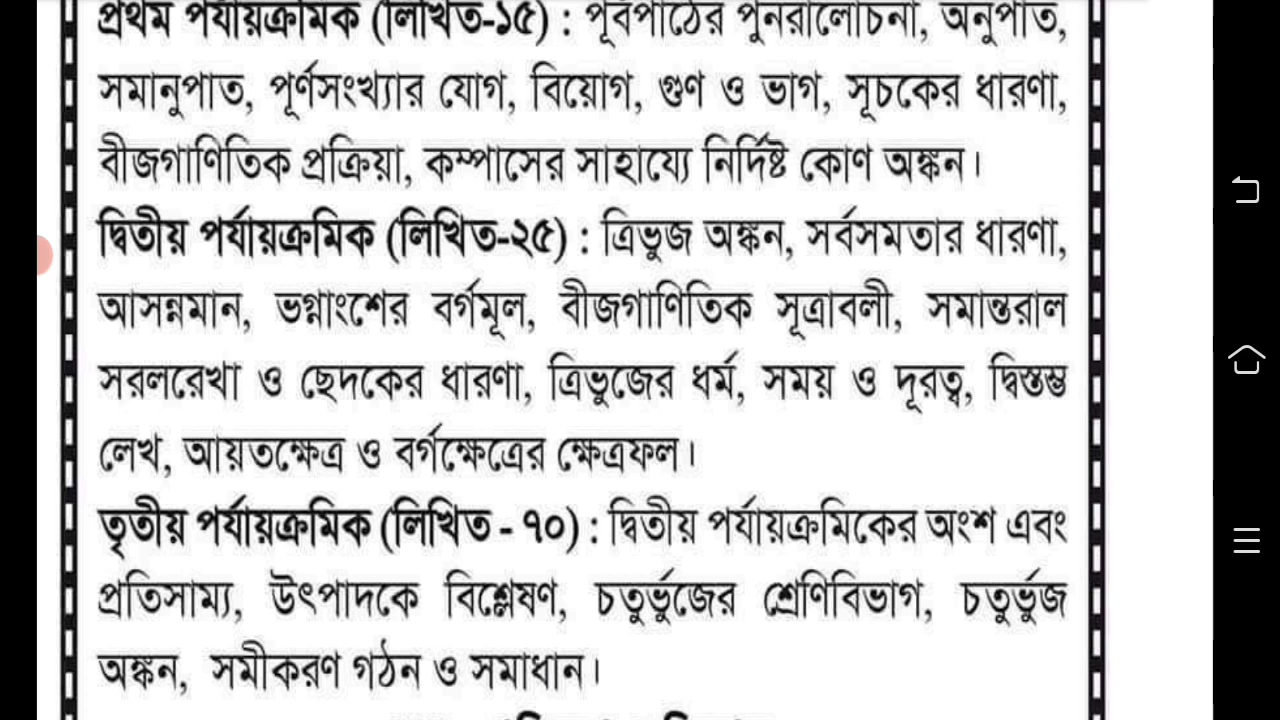 প্রথম পর্যায়ক্রমিক (লিখিত-১৫) : পূর্বপাঠের পুনরালোচনা, অনুপাত,
সমানুপাত, পূর্ণসংখ্যার যোগ, বিয়োগ, গুণ ও ভাগ, সূচকের ধারণা,
বীজগাণিতিক প্রক্রিয়া, কম্পাসের সাহায্যে নির্দিষ্ট কোণ অঙ্কন।
দ্বিতীয় পর্যায়ক্রমিক (লিখিত-২৫) : ত্রিভুজ অঙ্কন, সর্বসমতার ধারণা,
আসন্নমান, ভগ্নাংশের বর্গমূল, বীজগাণিতিক সূত্রাবলী, সমান্তরাল
সরলরেখা ও ছেদকের ধারণা, ত্রিভুজের ধর্ম, সময় ও দূরত্ব, দ্বিস্তম্ভ
লেখ, আয়তক্ষেত্র ও বর্গক্ষেত্রের ক্ষেত্রফল।
তৃতীয় পর্যায়ক্রমিক (লিখিত - ৭০) : দ্বিতীয় পর্যায়ক্রমিকের অংশ এবং
প্রতিসাম্য, উৎপাদকে বিশ্লেষণ, চতুর্ভুজের শ্রেণিবিভাগ, চতুর্ভুজ
অঙ্কন, সমীকরণ গঠন ও সমাধান।